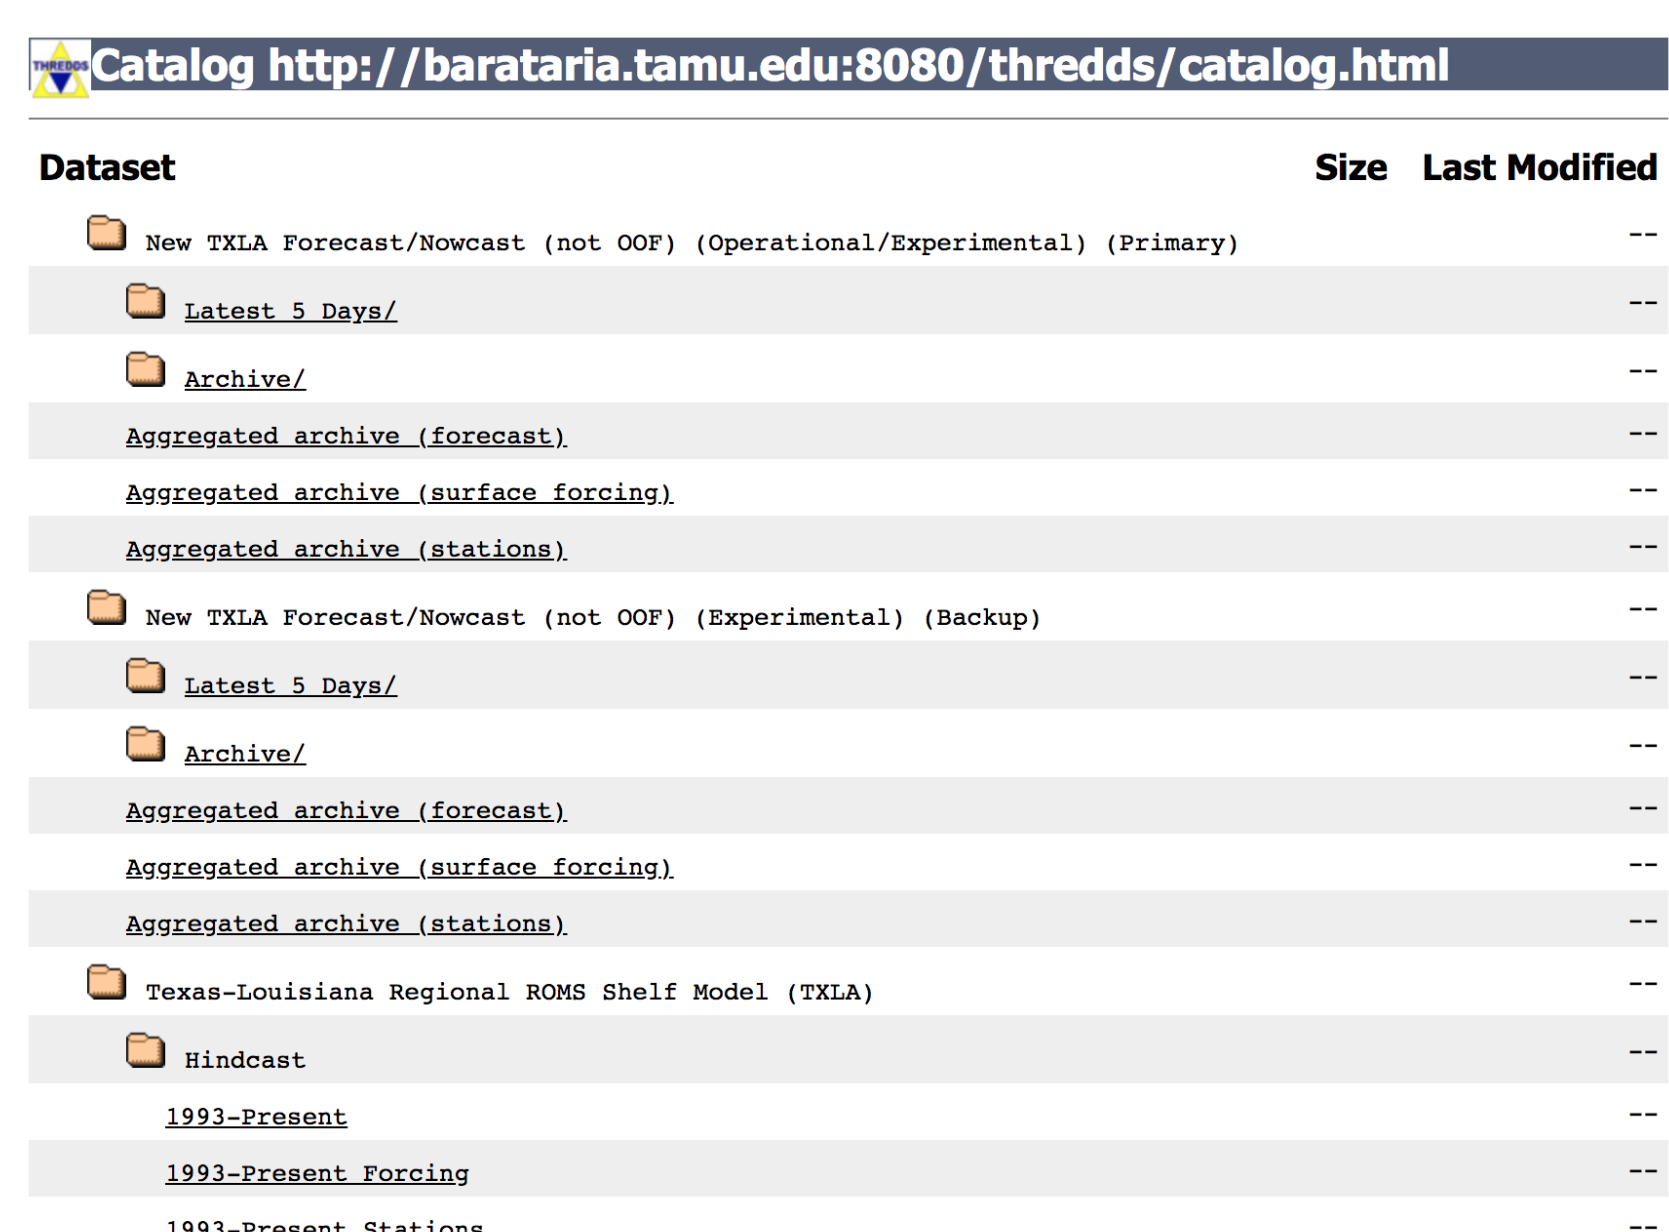 THREDDS
Catalog http://barataria.tamu.edu:8080/thredds/catalog.html
Dataset Size Last Modified
New TXLA Forecast/Nowcast (not OOF) (Operational/Experimental) (Primary) --
Latest 5 Days/ --
Archive/ --
Aggregated archive (forecast) --
Aggregated archive (surface forcing) --
Aggregated archive (stations) --
New TXLA Forecast/Nowcast (not OOF) (Experimental) (Backup) --
Latest 5 Days/ --
Archive/ --
Aggregated archive (forecast) --
Aggregated archive (surface forcing) --
Aggregated archive (stations) --
Texas-Louisiana Regional ROMS Shelf Model (TXLA) --
Hindcast --
1993-Present --
1993-Present Forcing --
1993-Present Stations --